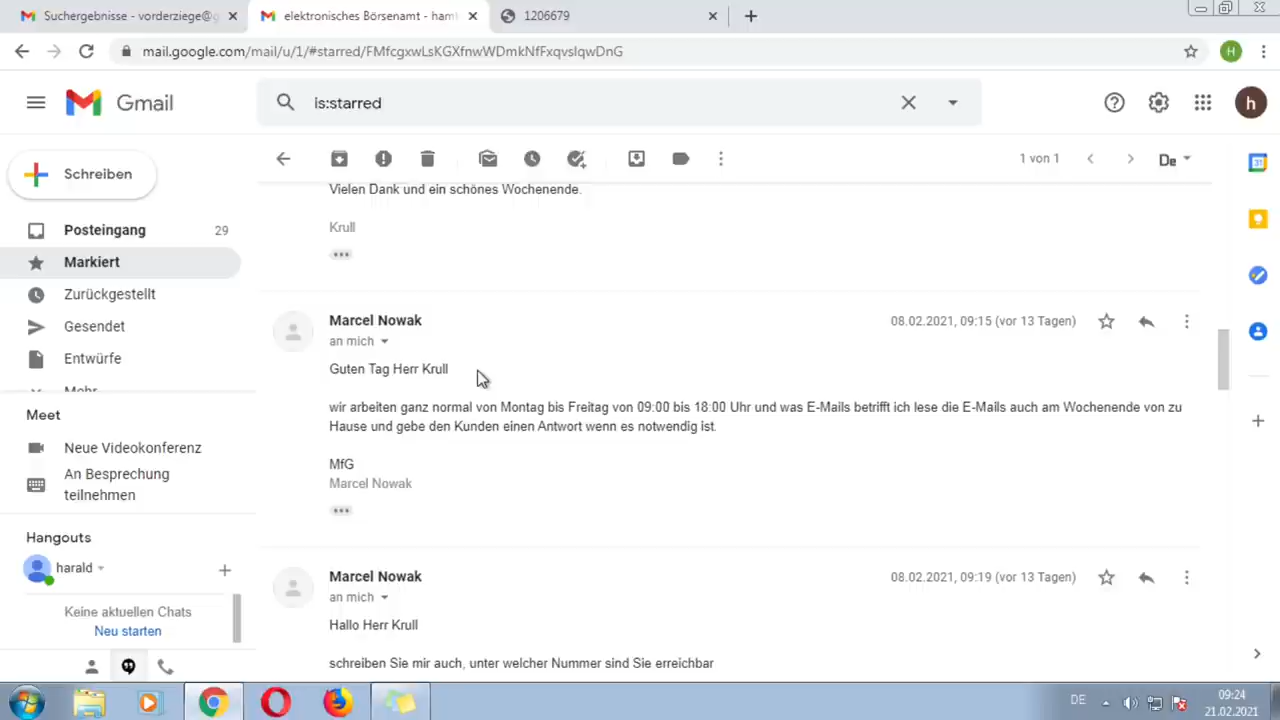 Suchergebnisse - vorderziege@g
elektronisches Börsenamt - ham
1206679
mail.google.com/mail/u/1/#starred/FMfcgxwLsKGXfnwWDmkNfFxqvslqwDnG
H
Gmail
is:starred
h
Schreiben
1 von 1
De
Posteingang 29
Markiert
Zurückgestellt
Gesendet
Entwürfe
Mehr
Meet
Neue Videokonferenz
An Besprechung
teilnehmen
Hangouts
harald
Keine aktuellen Chats
Neu starten
Vielen Dank und ein schönes Wochenende.
Krull
Marcel Nowak
08.02.2021, 09:15 (vor 13 Tagen)
an mich
Guten Tag Herr Krull
wir arbeiten ganz normal von Montag bis Freitag von 09:00 bis 18:00 Uhr und was E-Mails betrifft ich lese die E-Mails auch am Wochenende von zu
Hause und gebe den Kunden einen Antwort wenn es notwendig ist.
MfG
Marcel Nowak
Marcel Nowak
08.02.2021, 09:19 (vor 13 Tagen)
an mich
Hallo Herr Krull
schreiben Sie mir auch, unter welcher Nummer sind Sie erreichbar
31
DE
09:24
21.02.2021